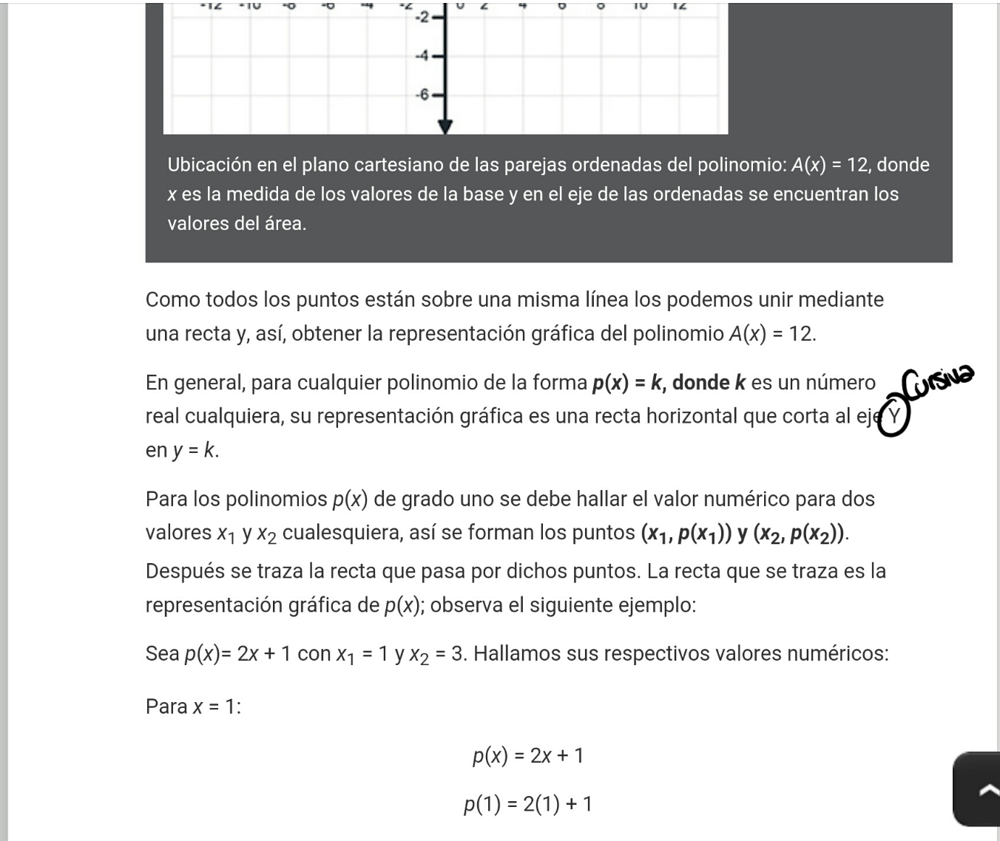 -12 -10 -8 -6 -4 -2 0 2 4 6 8 10 12
-2
-4
-6
Ubicación en el plano cartesiano de las parejas ordenadas del polinomio: A(x) = 12, donde
x es la medida de los valores de la base y en el eje de las ordenadas se encuentran los
valores del área.
Como todos los puntos están sobre una misma línea los podemos unir mediante
una recta y, así, obtener la representación gráfica del polinomio A(x) = 12.
Cursiva
En general, para cualquier polinomio de la forma p(x) = k, donde k es un número
real cualquiera, su representación gráfica es una recta horizontal que corta al eje Y
en y = k.
Para los polinomios p(x) de grado uno se debe hallar el valor numérico para dos
valores x₁ y x₂ cualesquiera, así se forman los puntos (x₁, p(x₁)) y (x₂, p(x₂)).
Después se traza la recta que pasa por dichos puntos. La recta que se traza es la
representación gráfica de p(x); observa el siguiente ejemplo:
Sea p(x)= 2x + 1 con x₁ = 1 y x₂ = 3. Hallamos sus respectivos valores numéricos:
Para x = 1:
p(x) = 2x + 1
p(1) = 2(1) + 1